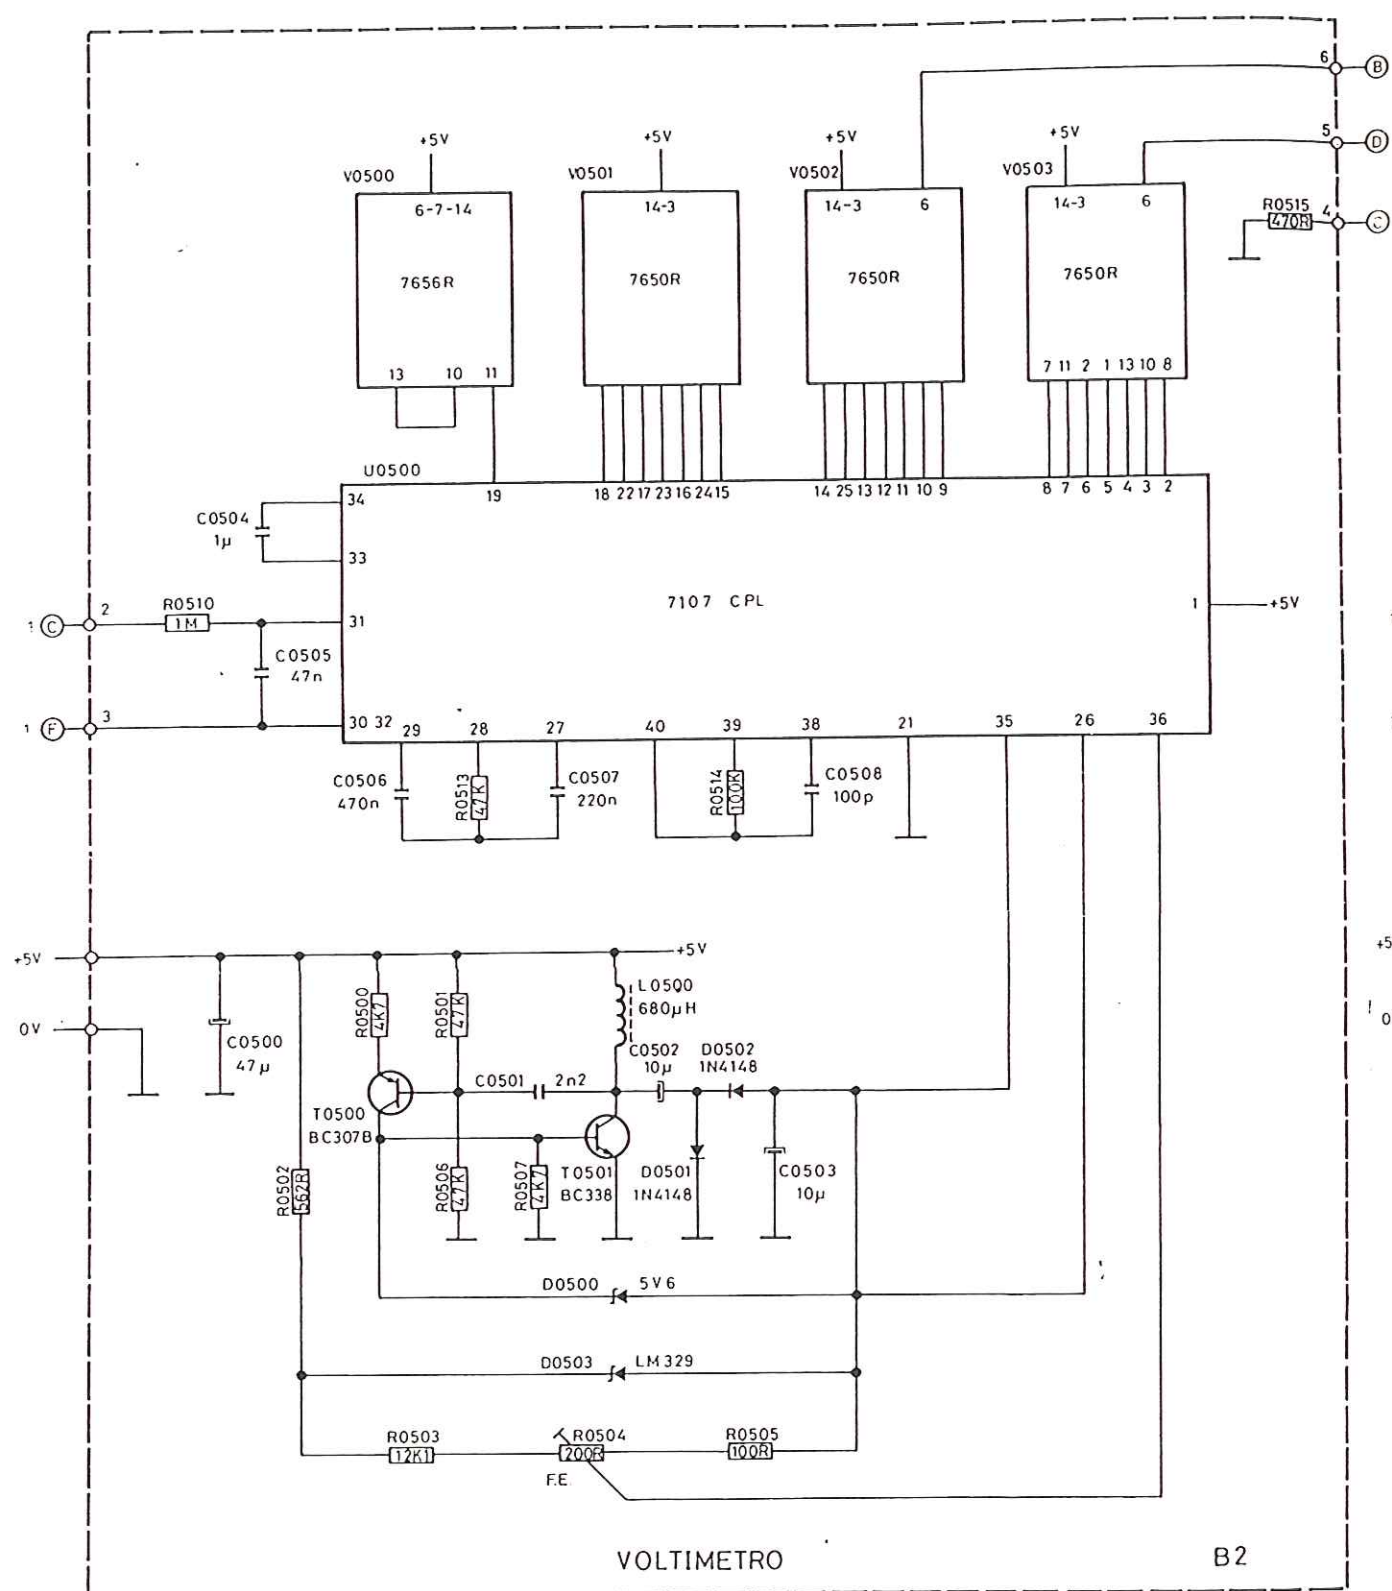 6 B
5 D
+5V +5V +5V +5V
V0500 V0501 V0502 V0503
6-7-14 14-3 14-3 6 14-3 6
R0515 4
470R
7656R 7650R 7650R 7650R
13 10 11
7 11 2 1 13 10 8
U0500
34 19 18 22 17 23 16 24 15 14 25 13 12 11 10 9 8 7 6 5 4 3 2
C0504
1µ
33
R0510
1 C 2 1M 31
7107 CPL
1 +5V
C0505
47n
1 F 3 30 32
29 28 27 40 39 38 21 35 26 36
C0506
470n
R0513
47K
C0507
220n
R0514
100K
C0508
100p
+5V +5V
+5
R0500
4K7
R0501
47K
L0500
680µH
0V
0
C0500
47µ
C0502
10µ
D0502
1N4148
C0501 2n2
T0500
BC307B
R0502
562R
R0506
47K
R0507
4K7
T0501
BC338
D0501
1N4148
C0503
10µ
D0500 5V6
D0503 LM329
R0503
12K1
R0504
200R
F.E.
R0505
100R
VOLTIMETRO B2